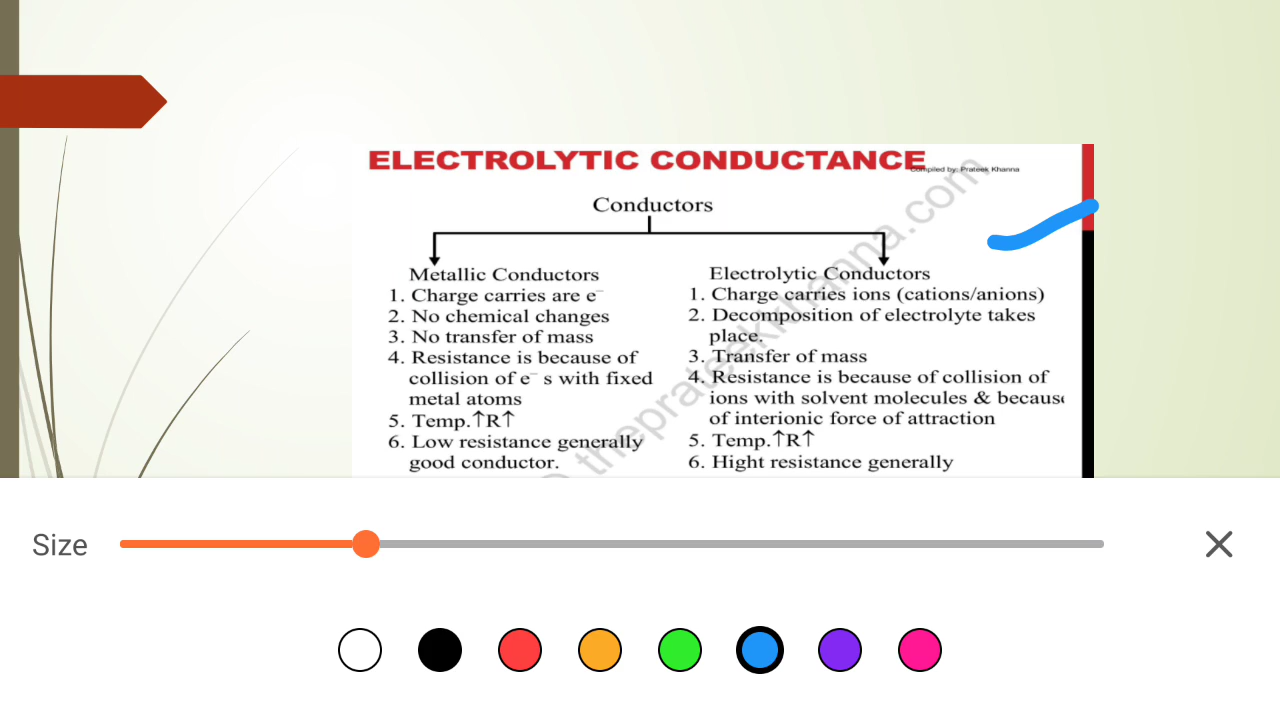 ELECTROLYTIC CONDUCTANCE
Compiled by: Prateek Khanna
Conductors
Metallic Conductors
1. Charge carries are e⁻
2. No chemical changes
3. No transfer of mass
4. Resistance is because of
collision of e⁻ s with fixed
metal atoms
5. Temp.↑R↑
6. Low resistance generally
good conductor.
Electrolytic Conductors
1. Charge carries ions (cations/anions)
2. Decomposition of electrolyte takes
place.
3. Transfer of mass
4. Resistance is because of collision of
ions with solvent molecules & because
of interionic force of attraction
5. Temp.↑R↑
6. Hight resistance generally
theprateekkhanna.com
Size